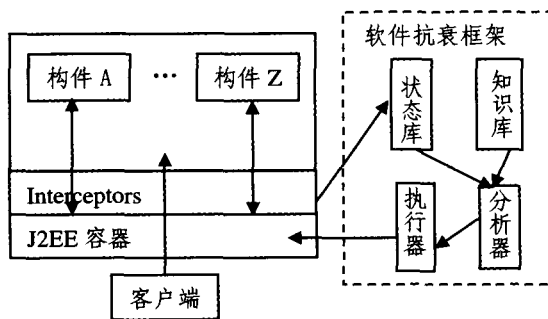 软件抗衰框架
构件 A
…
构件 Z
状态库
知识库
Interceptors
J2EE 容器
执行器
分析器
客户端